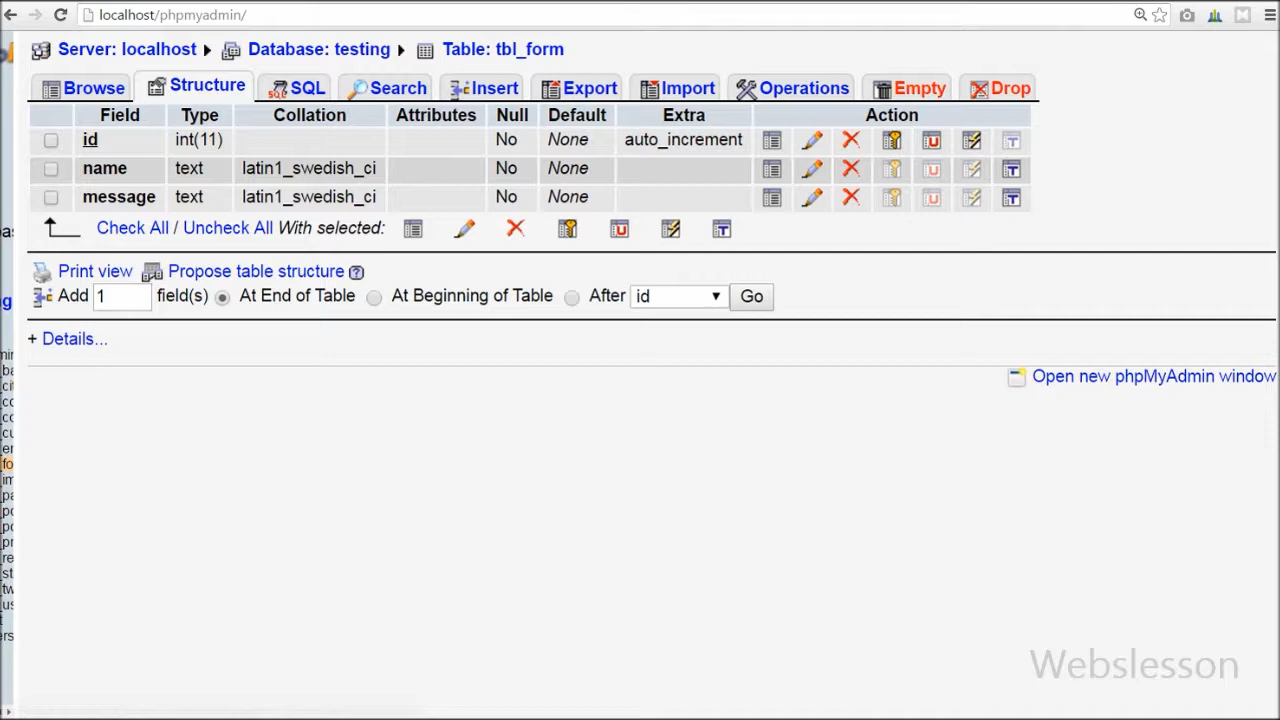 localhost/phpmyadmin/
Server: localhost Database: testing Table: tbl_form
Browse Structure SQL Search Insert Export Import Operations Empty Drop
Field Type Collation Attributes Null Default Extra Action
id int(11) No None auto_increment
name text latin1_swedish_ci No None
message text latin1_swedish_ci No None
Check All / Uncheck All With selected:
Print view Propose table structure
Add 1 field(s) At End of Table At Beginning of Table After id Go
+ Details...
Open new phpMyAdmin window
Webslesson